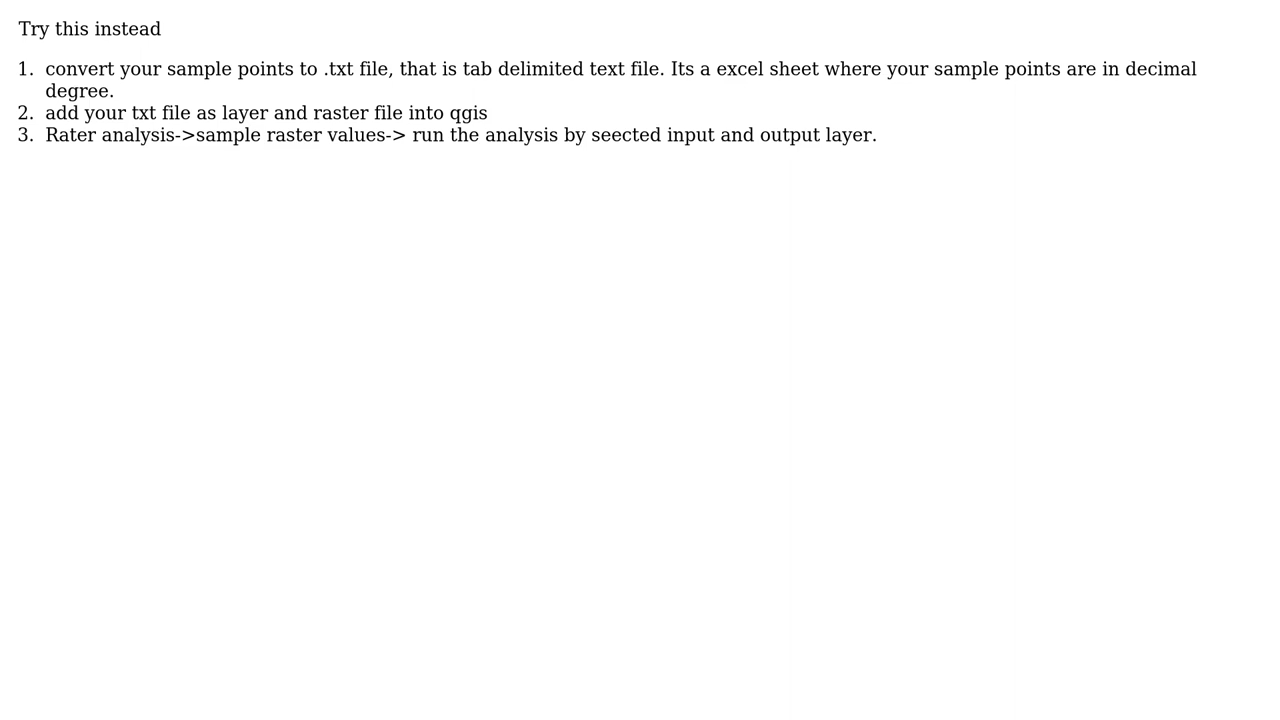 Try this instead
1. convert your sample points to .txt file, that is tab delimited text file. Its a excel sheet where your sample points are in decimal
degree.
2. add your txt file as layer and raster file into qgis
3. Rater analysis->sample raster values-> run the analysis by seected input and output layer.